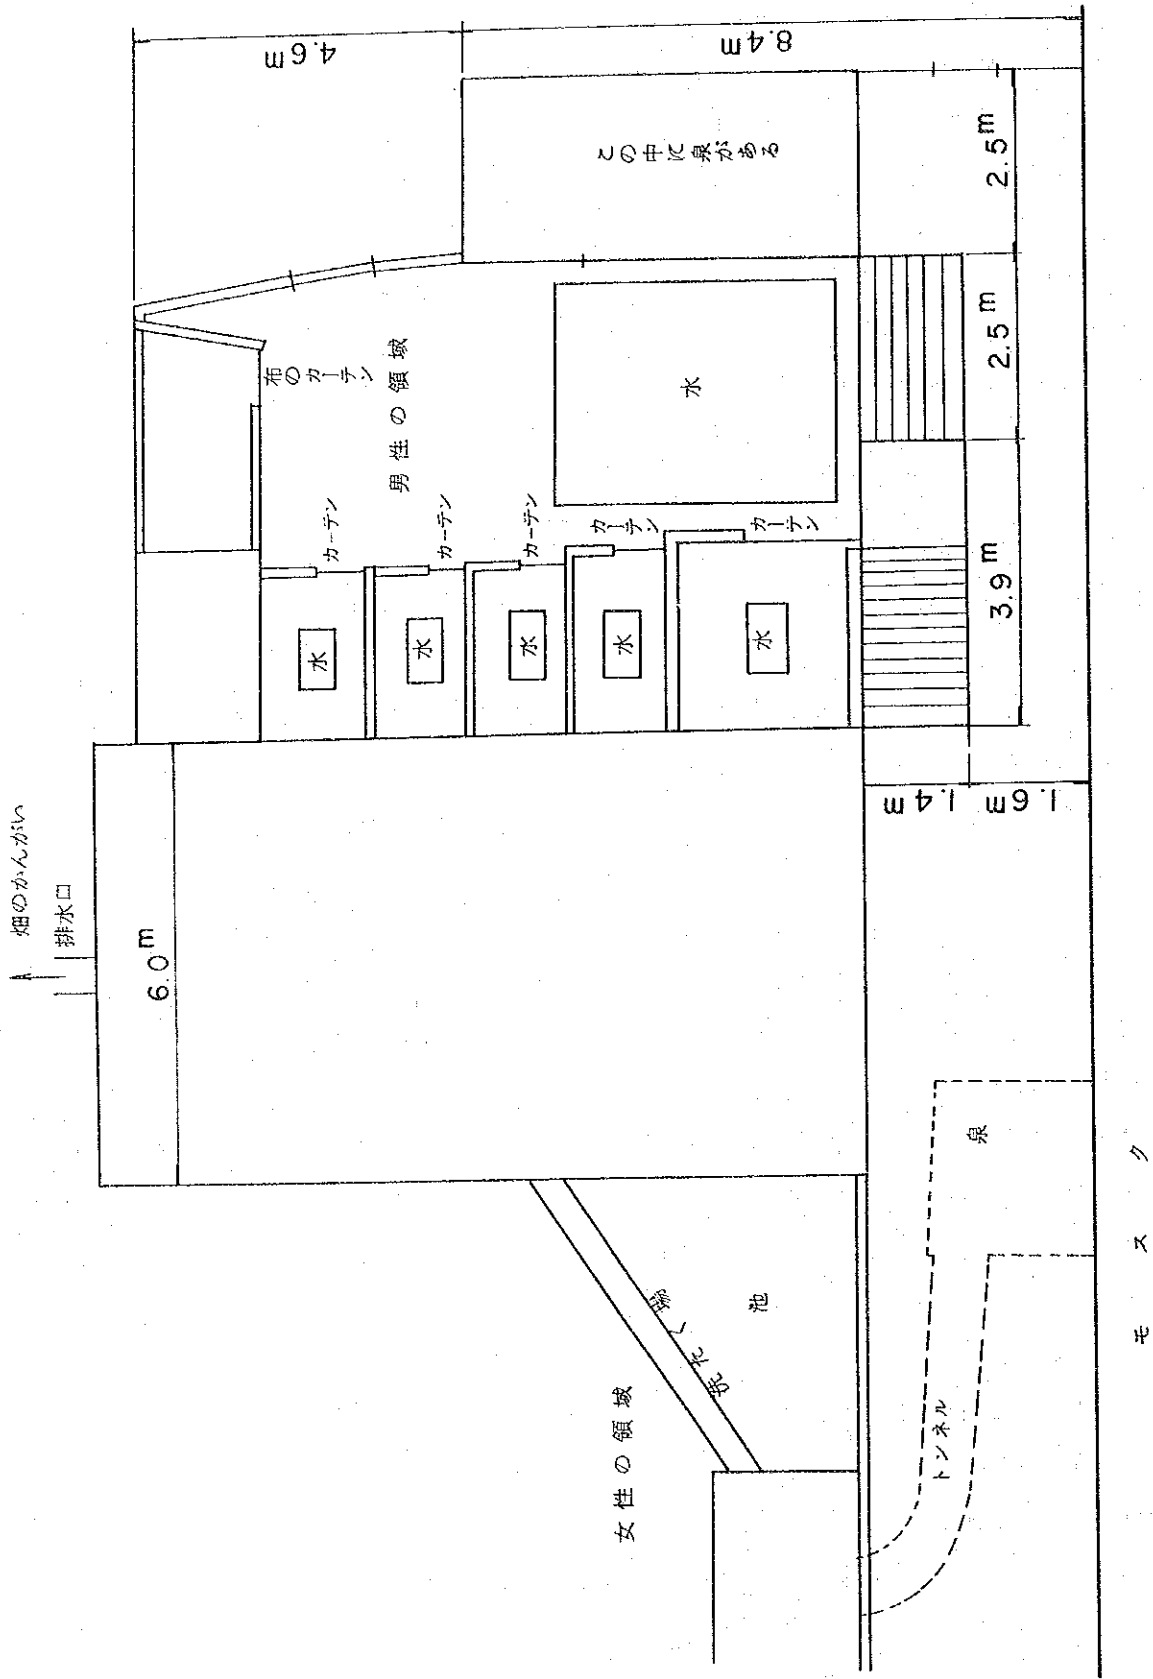 畑のかんがい
排水口
6.0m
4.6m
8.4m
この中に泉がある
2.5m
2.5m
3.9m
1.4m
1.6m
布のカーテン
男性の領域
水
カーテン
カーテン
カーテン
カーテン
カーテン
水
水
水
水
水
女性の領域
洗たく場
池
泉
トンネル
モスク